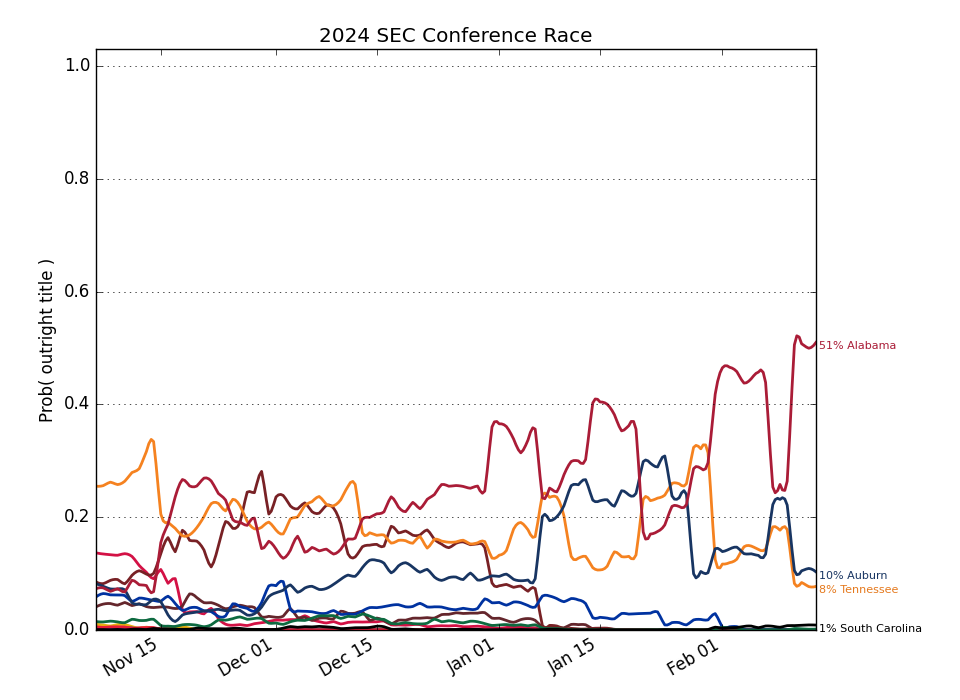 2024 SEC Conference Race
Prob( outright title )
1.0
0.8
0.6
0.4
0.2
0.0
51% Alabama
10% Auburn
8% Tennessee
1% South Carolina
Nov 15
Dec 01
Dec 15
Jan 01
Jan 15
Feb 01